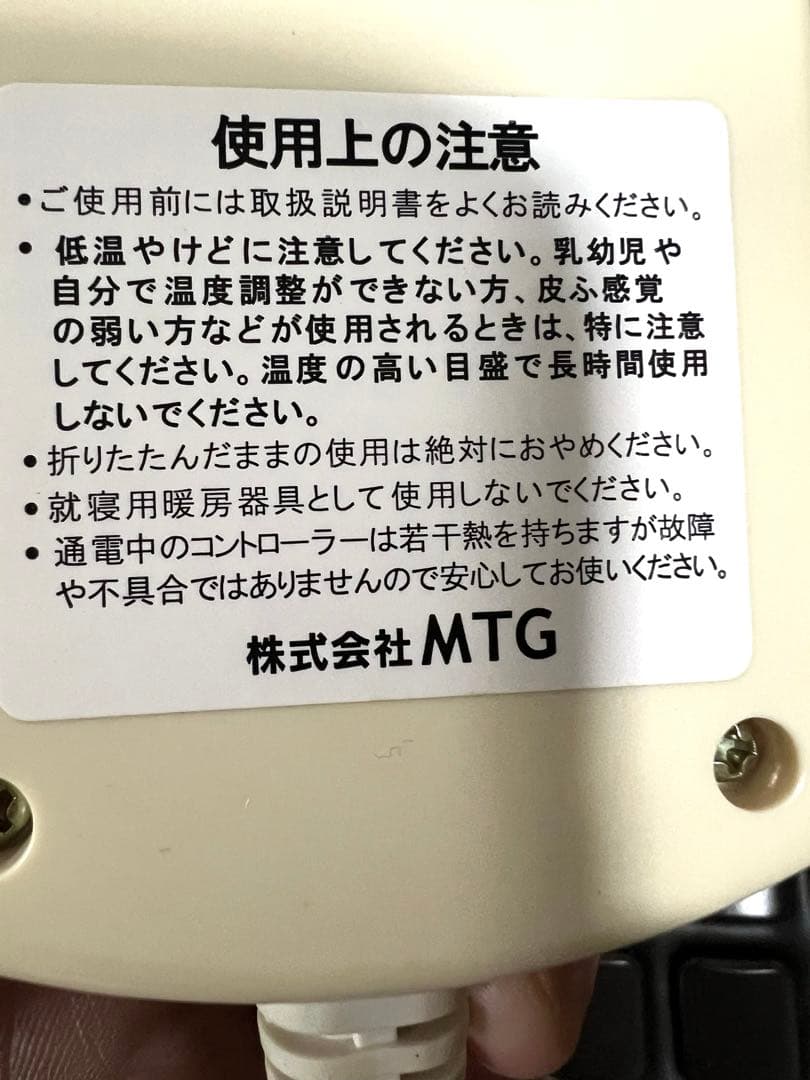 使用上の注意
•ご使用前には取扱説明書をよくお読みください。
• 低温やけどに注意してください。乳幼児や
自分で温度調整ができない方、皮ふ感覚
の弱い方などが使用されるときは、特に注意
してください。温度の高い目盛で長時間使用
しないでください。
•折りたたんだままの使用は絶対におやめください。
•就寝用暖房器具として使用しないでください。
•通電中のコントローラーは若干熱を持ちますが故障
や不具合ではありませんので安心してお使いください。
株式会社MTG